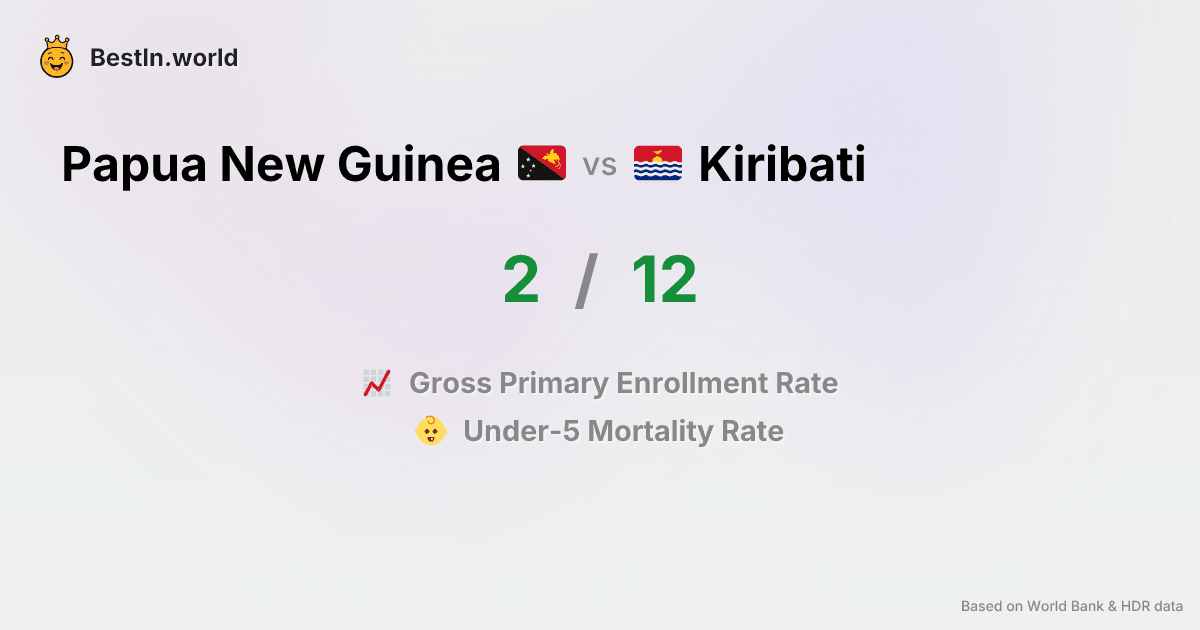 BestIn.world
Papua New Guinea vs Kiribati
2 / 12
Gross Primary Enrollment Rate
Under-5 Mortality Rate
Based on World Bank & HDR data